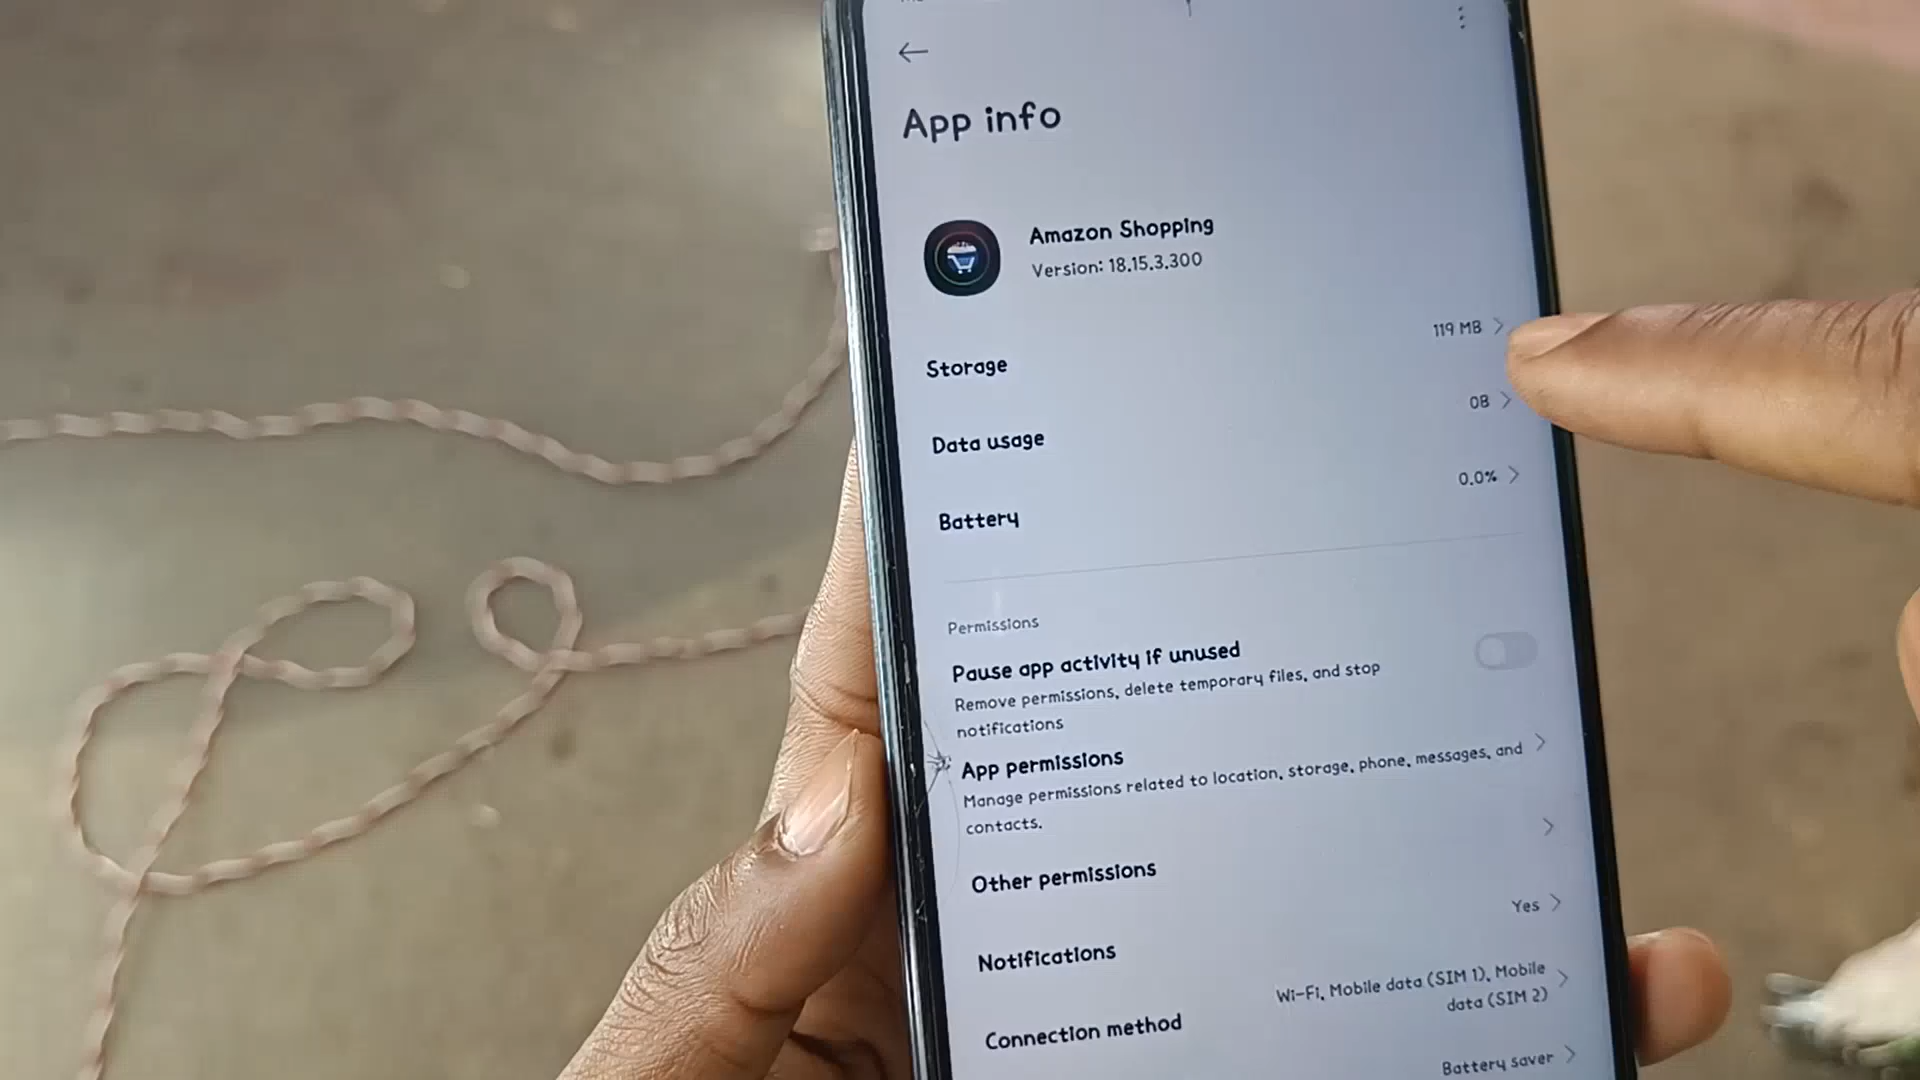 App info
Amazon Shopping
Version: 18.15.3.300
Storage
119 MB
Data usage
0B
Battery
0.0%
Permissions
Pause app activity if unused
Remove permissions, delete temporary files, and stop
notifications
App permissions
Manage permissions related to location, storage, phone, messages, and
contacts.
Other permissions
Notifications
Yes
Connection method
Wi-Fi, Mobile data (SIM 1), Mobile
data (SIM 2)
Battery saver